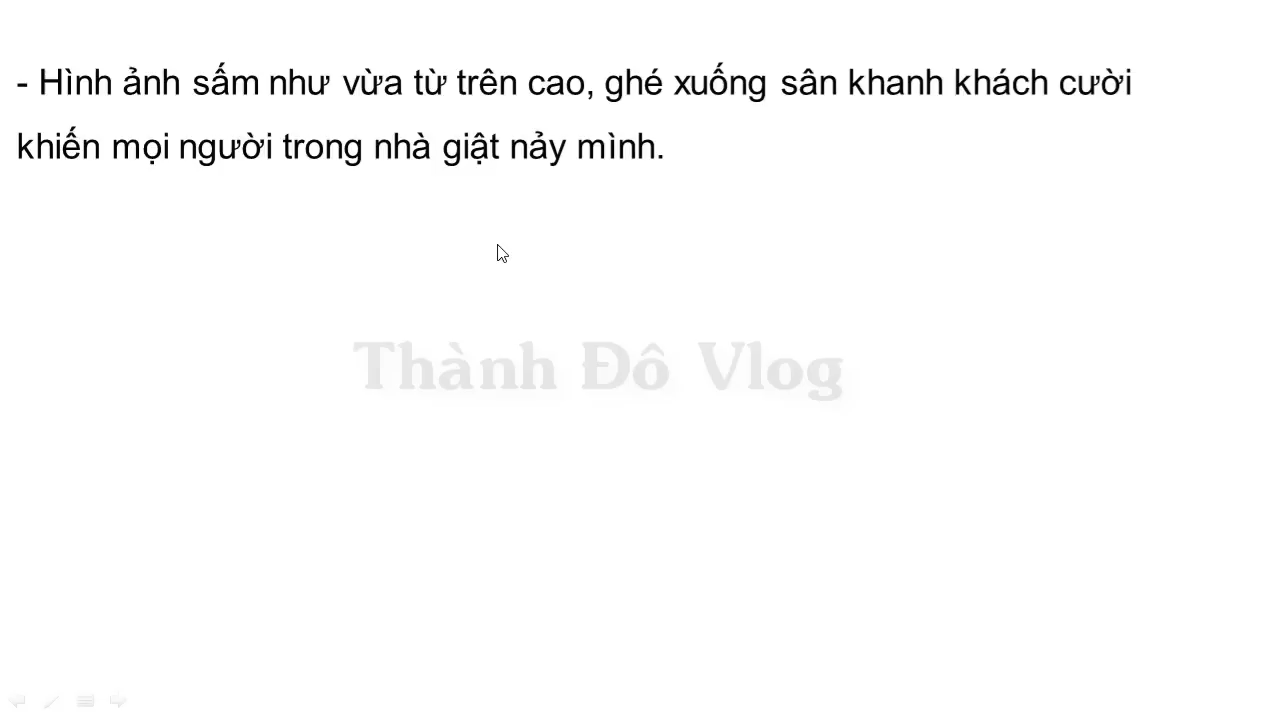 - Hình ảnh sấm như vừa từ trên cao, ghé xuống sân khanh khách cười
khiến mọi người trong nhà giật nảy mình.
Thành Đô Vlog